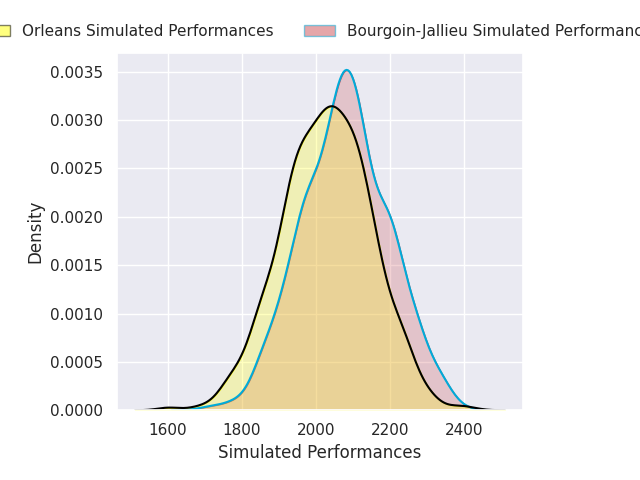 Orleans Simulated Performances
Bourgoin-Jallieu Simulated
0.0035
0.0030
0.0025
0.0020
0.0015
0.0010
0.0005
0.0000
Density
1600 1800 2000 2200 2400
Simulated Performances